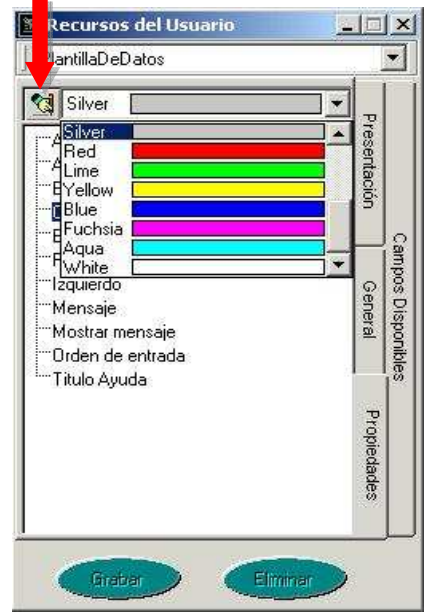 Recursos del Usuario
PlantillaDeDatos
Silver
Silver
Red
Lime
Yellow
Blue
Fuchsia
Aqua
White
Izquierdo
Mensaje
Mostrar mensaje
Orden de entrada
Titulo Ayuda
Presentación
General
Propiedades
Campos Disponibles
Grabar
Eliminar